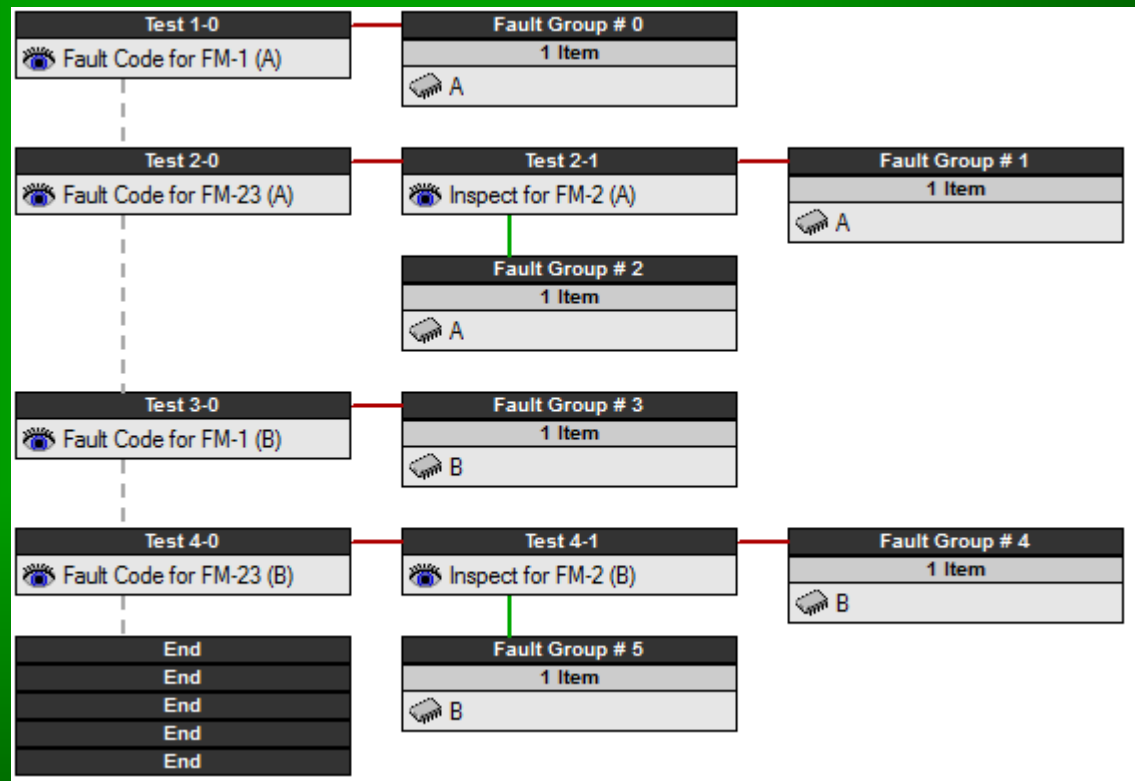 Test 1-0
Fault Code for FM-1 (A)
Fault Group # 0
1 Item
A
Test 2-0
Fault Code for FM-23 (A)
Test 2-1
Inspect for FM-2 (A)
Fault Group # 1
1 Item
A
Fault Group # 2
1 Item
A
Test 3-0
Fault Code for FM-1 (B)
Fault Group # 3
1 Item
B
Test 4-0
Fault Code for FM-23 (B)
Test 4-1
Inspect for FM-2 (B)
Fault Group # 4
1 Item
B
End
End
End
End
End
Fault Group # 5
1 Item
B